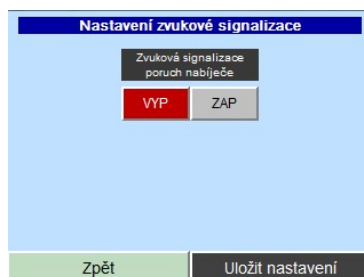 Nastavení zvukové signalizace
Zvuková signalizace
poruch nabíječe
VYP ZAP
Zpět Uložit nastavení